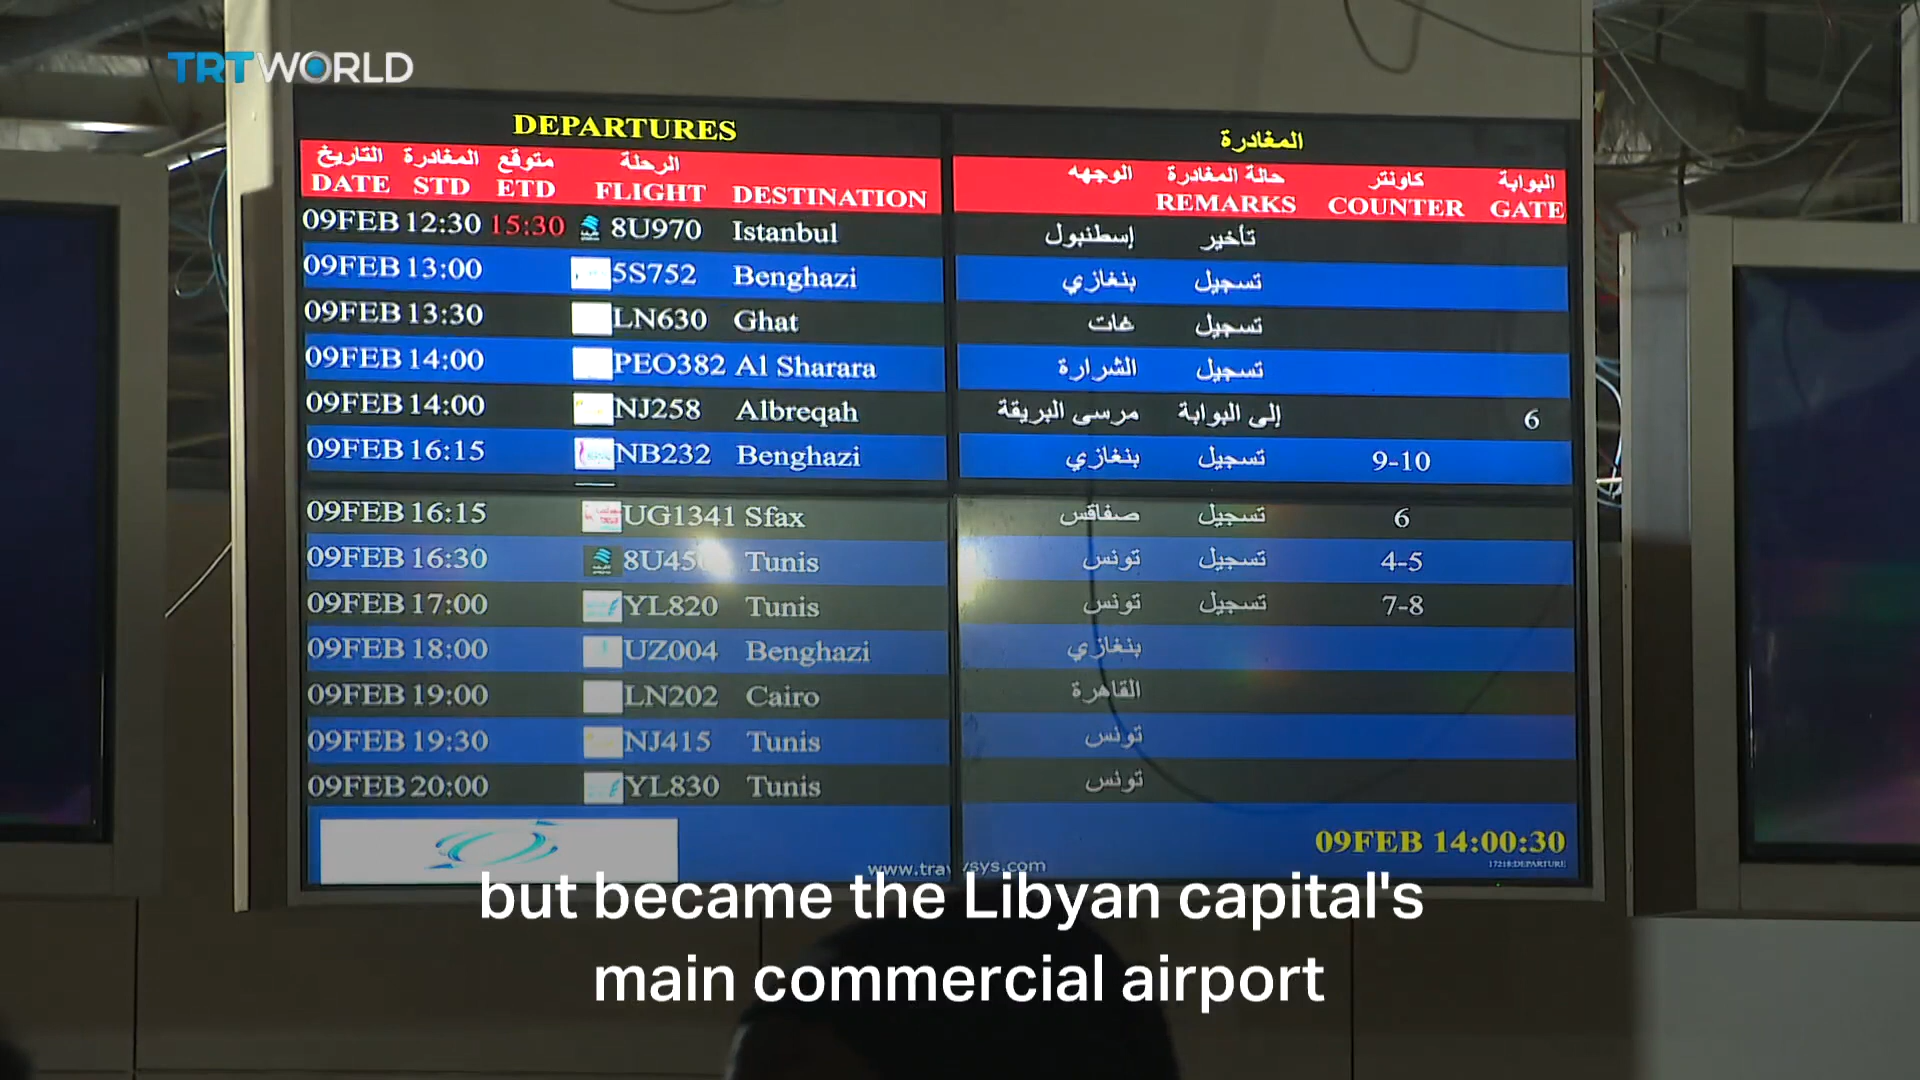 TRT WORLD
DEPARTURES المغادرة
التاريخ المغادرة متوقع الرحلة الوجهه حالة المغادرة كاونتر البوابة
DATE STD ETD FLIGHT DESTINATION REMARKS COUNTER GATE
09FEB 12:30 15:30 8U970 Istanbul إسطنبول تأخير
09FEB 13:00 5S752 Benghazi بنغازي تسجيل
09FEB 13:30 LN630 Ghat غات تسجيل
09FEB 14:00 PEO382 Al Sharara الشرارة تسجيل
09FEB 14:00 NJ258 Albreqah مرسى البريقة إلى البوابة 6
09FEB 16:15 NB232 Benghazi بنغازي تسجيل 9-10
09FEB 16:15 UG1341 Sfax صفاقس تسجيل 6
09FEB 16:30 Tunis تونس تسجيل 4-5
09FEB 17:00 YL820 Tunis تونس تسجيل 7-8
09FEB 18:00 UZ004 Benghazi بنغازي
09FEB 19:00 LN202 Cairo القاهرة
09FEB 19:30 NJ415 Tunis تونس
09FEB 20:00 YL830 Tunis تونس
09FEB 14:00:30
but became the Libyan capital's
main commercial airport